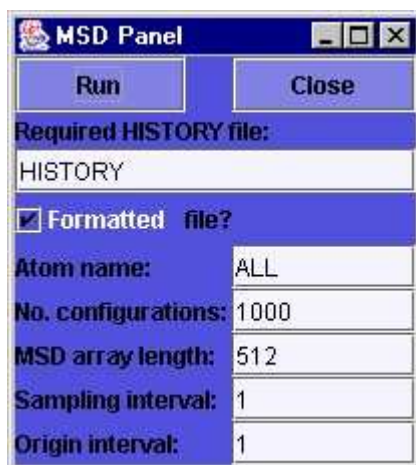 MSD Panel
Run Close
Required HISTORY file:
HISTORY
Formatted file?
Atom name: ALL
No. configurations: 1000
MSD array length: 512
Sampling interval: 1
Origin interval: 1